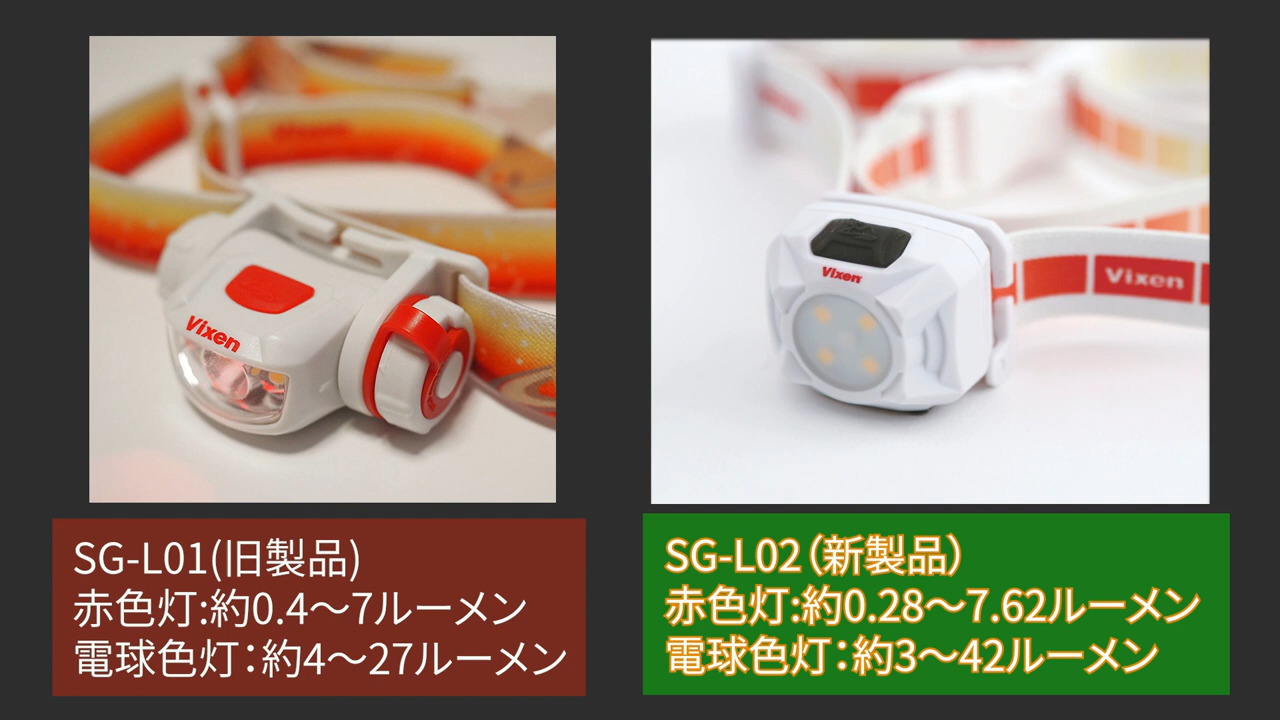 Vixen
Vixen
Vixen
SG-L01(旧製品)
赤色灯:約0.4～7ルーメン
電球色灯：約4～27ルーメン
SG-L02（新製品）
赤色灯:約0.28～7.62ルーメン
電球色灯：約3～42ルーメン